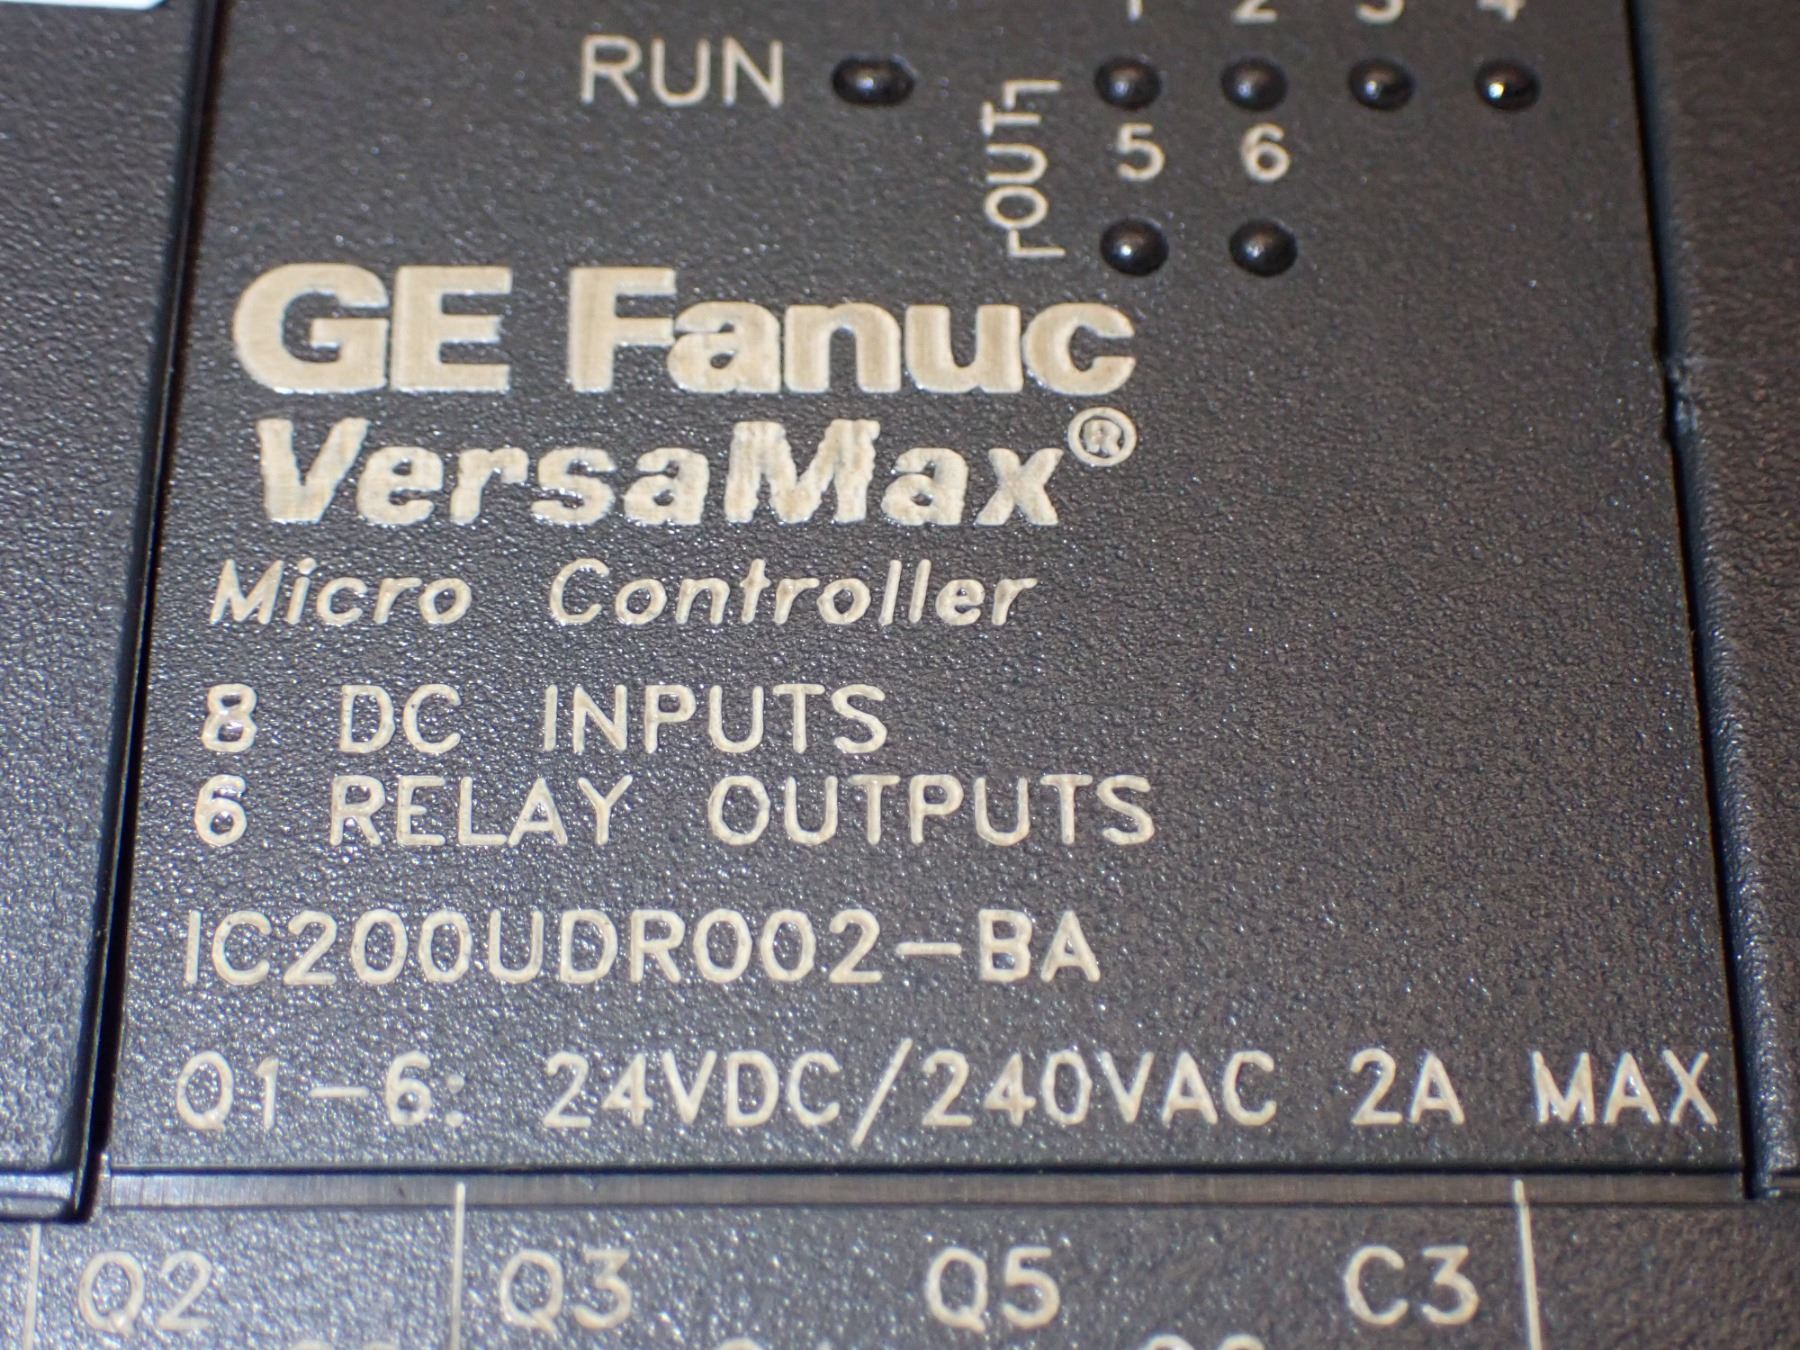 1 2 3 4
RUN
OUT
5 6
GE Fanuc
VersaMax®
Micro Controller
8 DC INPUTS
6 RELAY OUTPUTS
IC200UDR002-BA
Q1-6: 24VDC/240VAC 2A MAX
Q2 Q3 Q5 C3